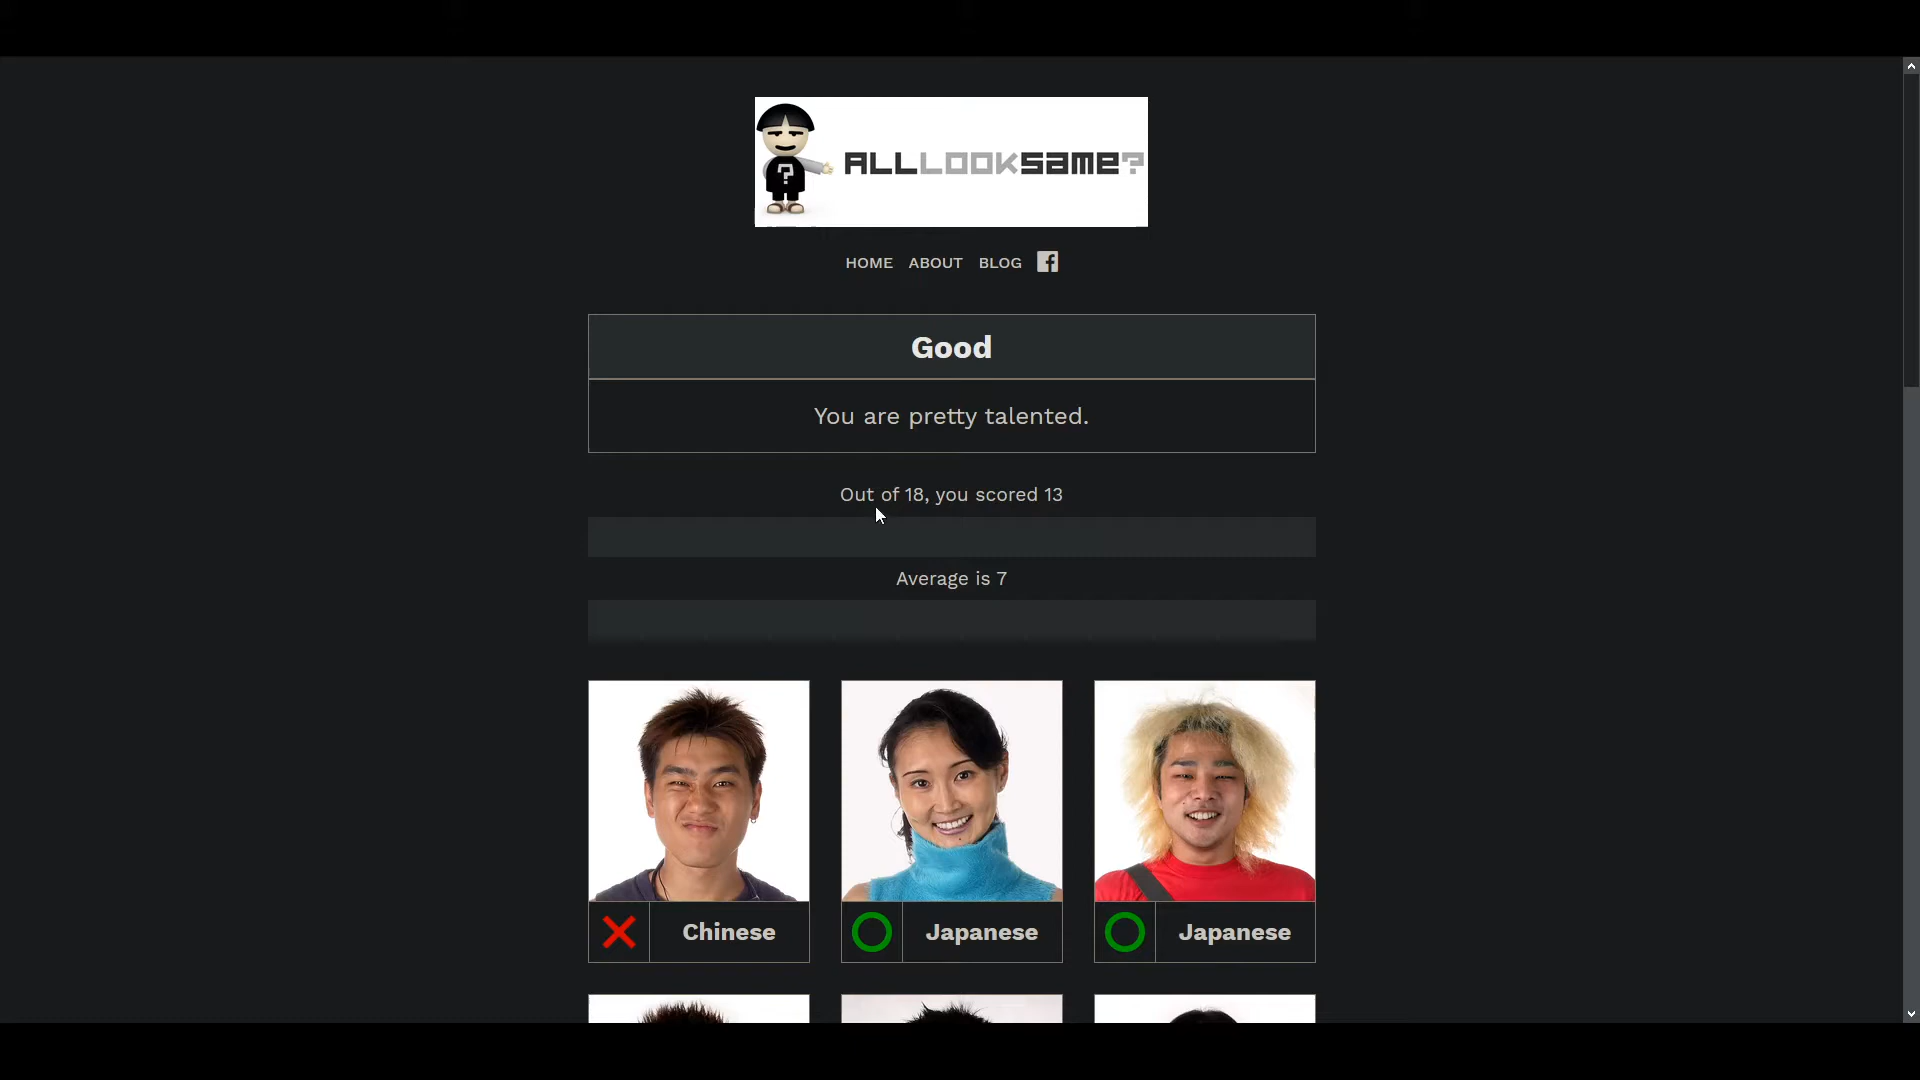 ?
ALLLOOKSAME?
HOME ABOUT BLOG
Good
You are pretty talented.
Out of 18, you scored 13
Average is 7
Chinese
Japanese
Japanese